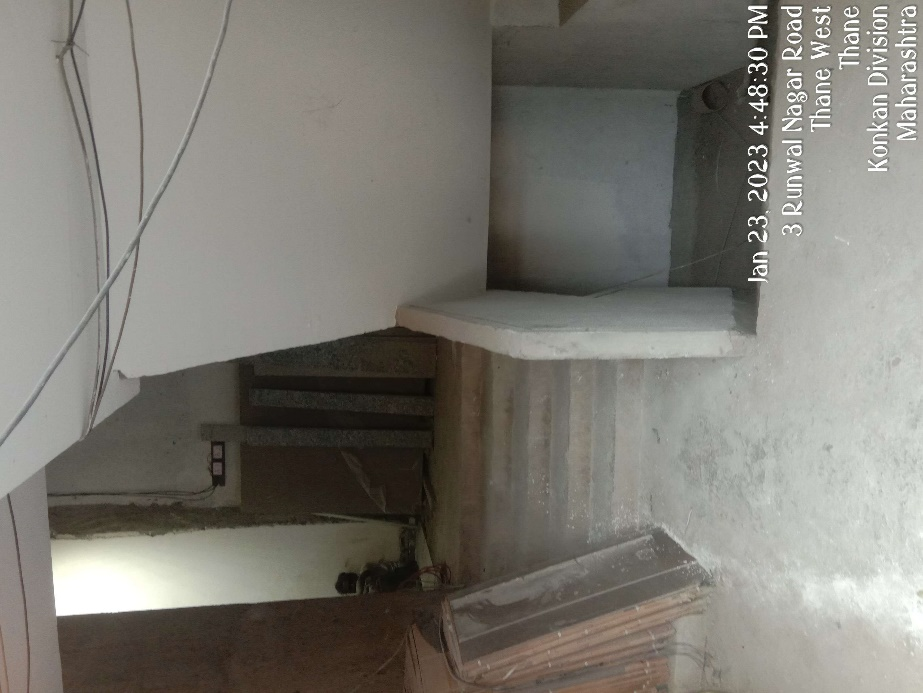 Jan 23, 2023 4:48:30 PM
3 Runwal Nagar Road
Thane West
Thane
Konkan Division
Maharashtra